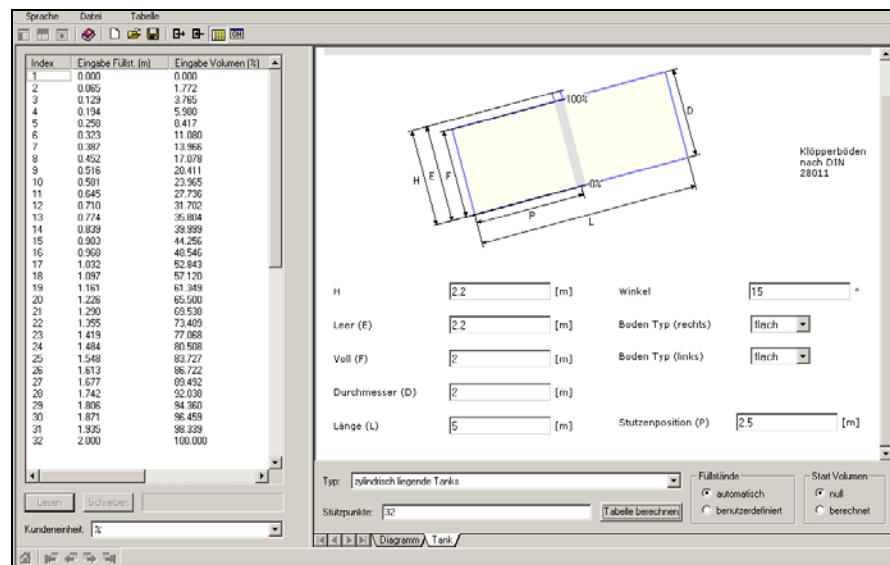 Sprache Datei Tabelle
Index Eingabe Füllst. (m) Eingabe Volumen (%)
1 0.000 0.000
2 0.065 1.772
3 0.129 3.765
4 0.194 5.980
5 0.258 8.417
6 0.323 11.080
7 0.387 13.966
8 0.452 17.078
9 0.516 20.411
10 0.581 23.965
11 0.645 27.736
12 0.710 31.702
13 0.774 35.804
14 0.839 39.999
15 0.903 44.256
16 0.968 48.546
17 1.032 52.843
18 1.097 57.120
19 1.161 61.349
20 1.226 65.500
21 1.290 69.538
22 1.355 73.409
23 1.419 77.068
24 1.484 80.508
25 1.548 83.727
26 1.613 86.722
27 1.677 89.492
28 1.742 92.038
29 1.806 94.360
30 1.871 96.459
31 1.935 98.339
32 2.000 100.000
Lesen Schreiben
Kundeneinheit: %
100%
D
H E F
0%
P
L
Klöpperböden
nach DIN
28011
H 2.2 [m] Winkel 15 °
Leer (E) 2.2 [m] Boden Typ (rechts) flach
Voll (F) 2 [m] Boden Typ (links) flach
Durchmesser (D) 2 [m]
Länge (L) 5 [m] Stutzenposition (P) 2.5 [m]
Typ: zylindrisch liegende Tanks
Stützpunkte: 32 Tabelle berechnen
Füllstände
automatisch
benutzerdefiniert
Start Volumen
null
berechnet
Diagramm Tank